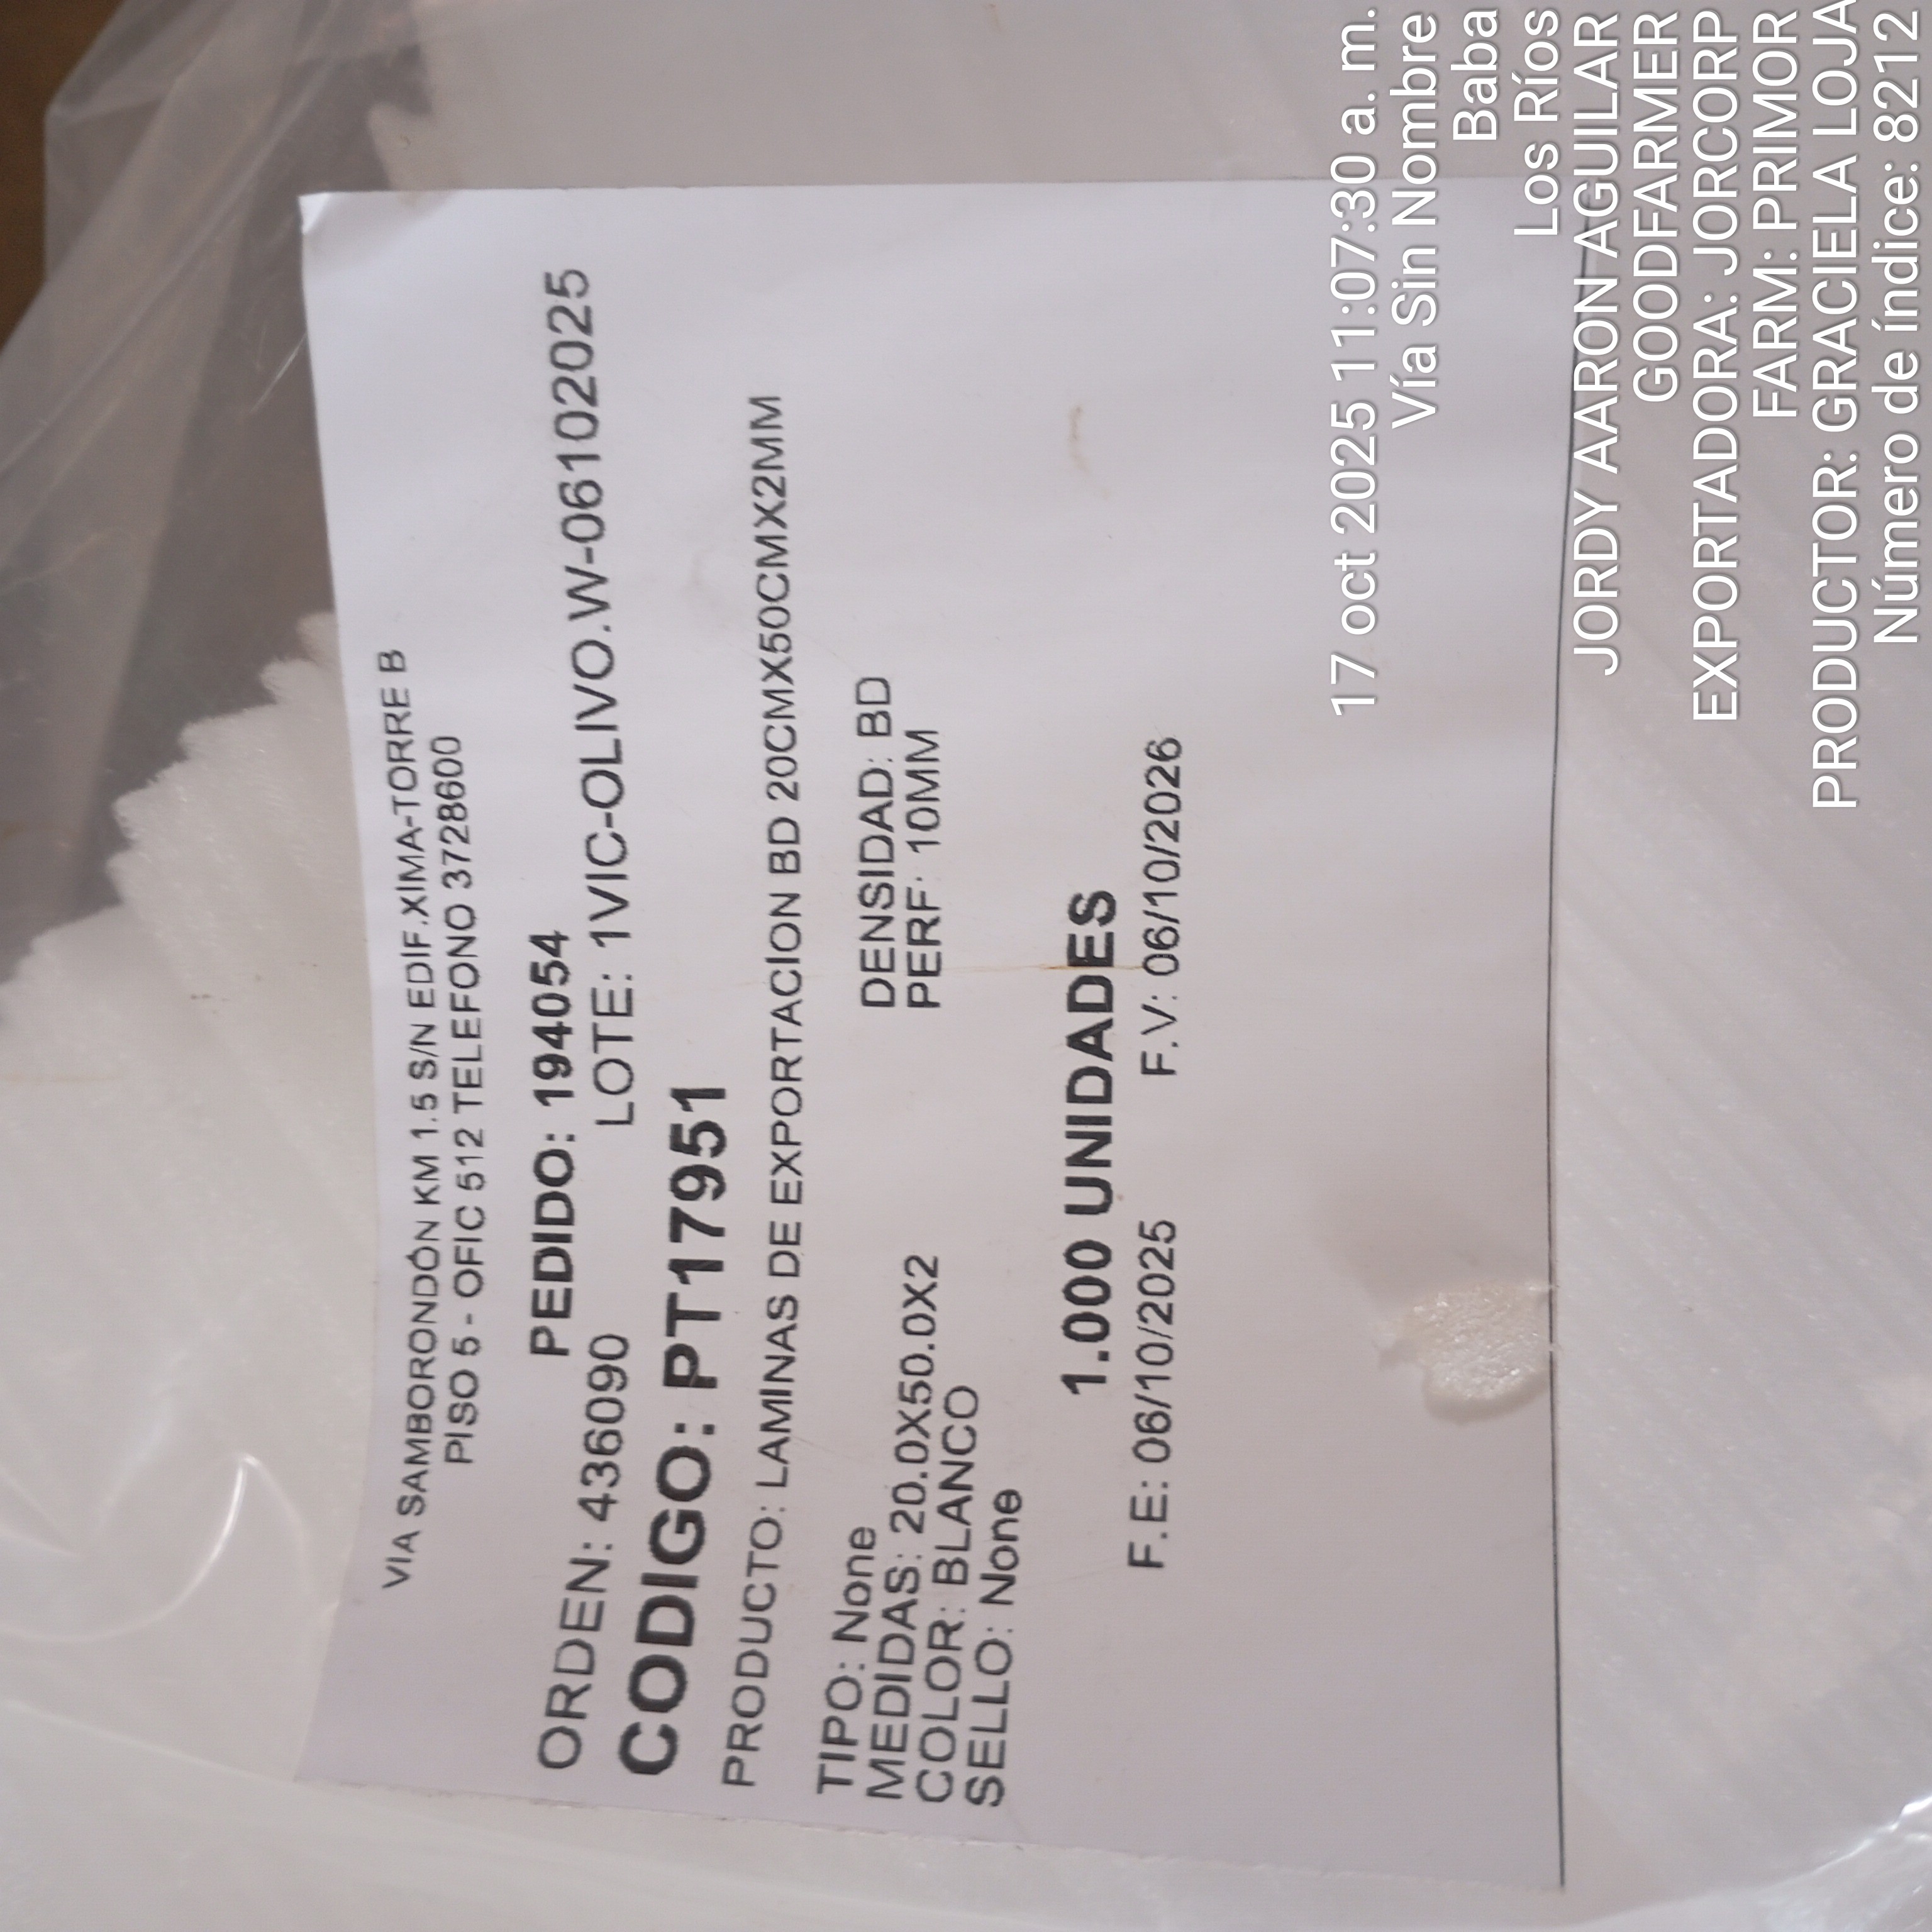 VIA SAMBORONDÓN KM 1.5 S/N EDIF.XIMA-TORRE B
PISO 5 - OFIC 512 TELEFONO 3728600
PEDIDO: 194054
ORDEN: 436090 LOTE: 1VIC-OLIVO.W-06102025
CODIGO: PT17951
PRODUCTO: LAMINAS DE EXPORTACION BD 20CMX50CMX2MM
TIPO: None DENSIDAD: BD
MEDIDAS: 20.0X50.0X2 PERF: 10MM
COLOR: BLANCO
SELLO: None
1.000 UNIDADES
F.E: 06/10/2025 F.V: 06/10/2026
17 oct 2025 11:07:30 a. m.
Vía Sin Nombre
Baba
Los Ríos
JORDY AARON AGUILAR
GOODFARMER
EXPORTADORA: JORCORP
FARM: PRIMOR
PRODUCTOR: GRACIELA LOJA
Número de índice: 8212